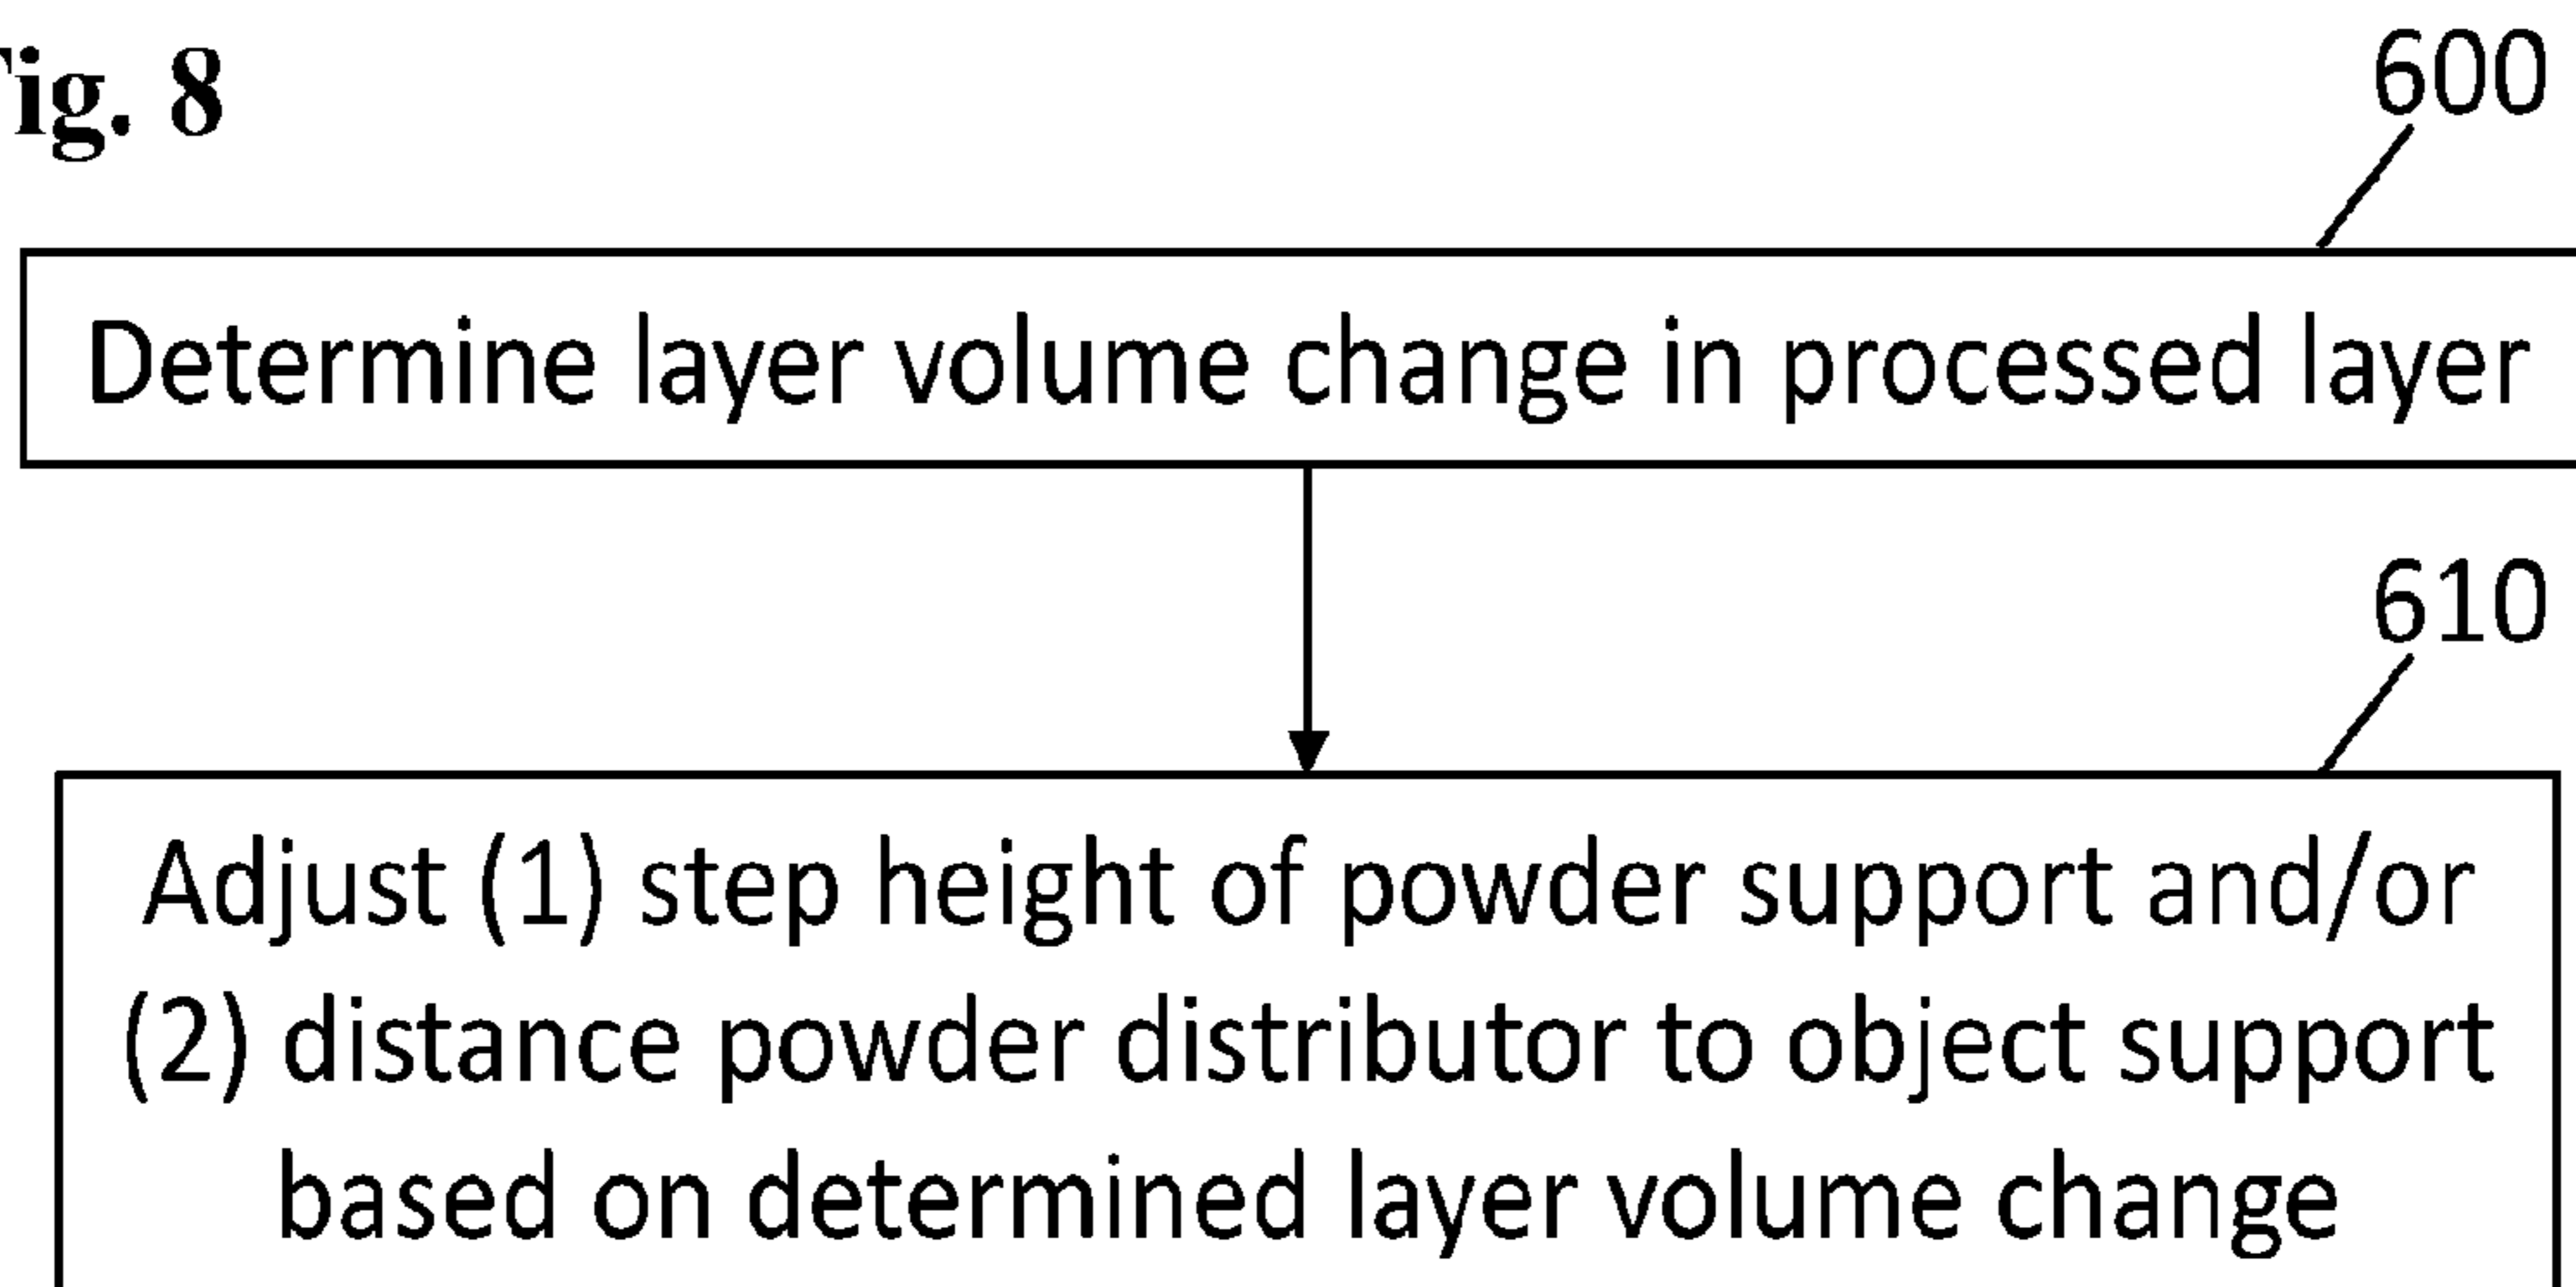 Fig. 8
600
Determine layer volume change in processed layer
610
Adjust (1) step height of powder support and/or
(2) distance powder distributor to object support
based on determined layer volume change